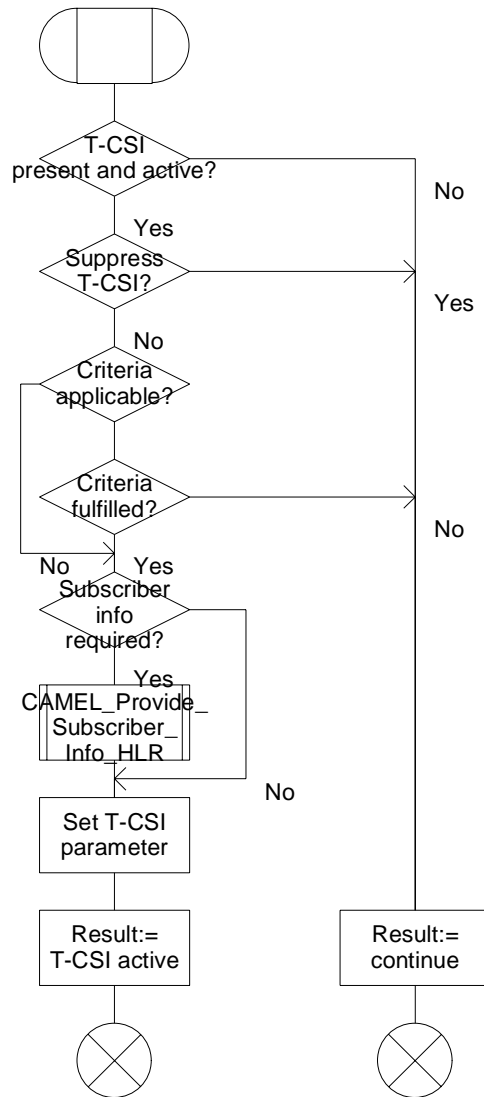 T-CSI
present and active?
No
Yes
Suppress
T-CSI?
Yes
No
Criteria
applicable?
Criteria
fulfilled?
No
No
Yes
Subscriber
info
required?
Yes
CAMEL_Provide_
Subscriber_
Info_HLR
No
Set T-CSI
parameter
Result:=
T-CSI active
Result:=
continue